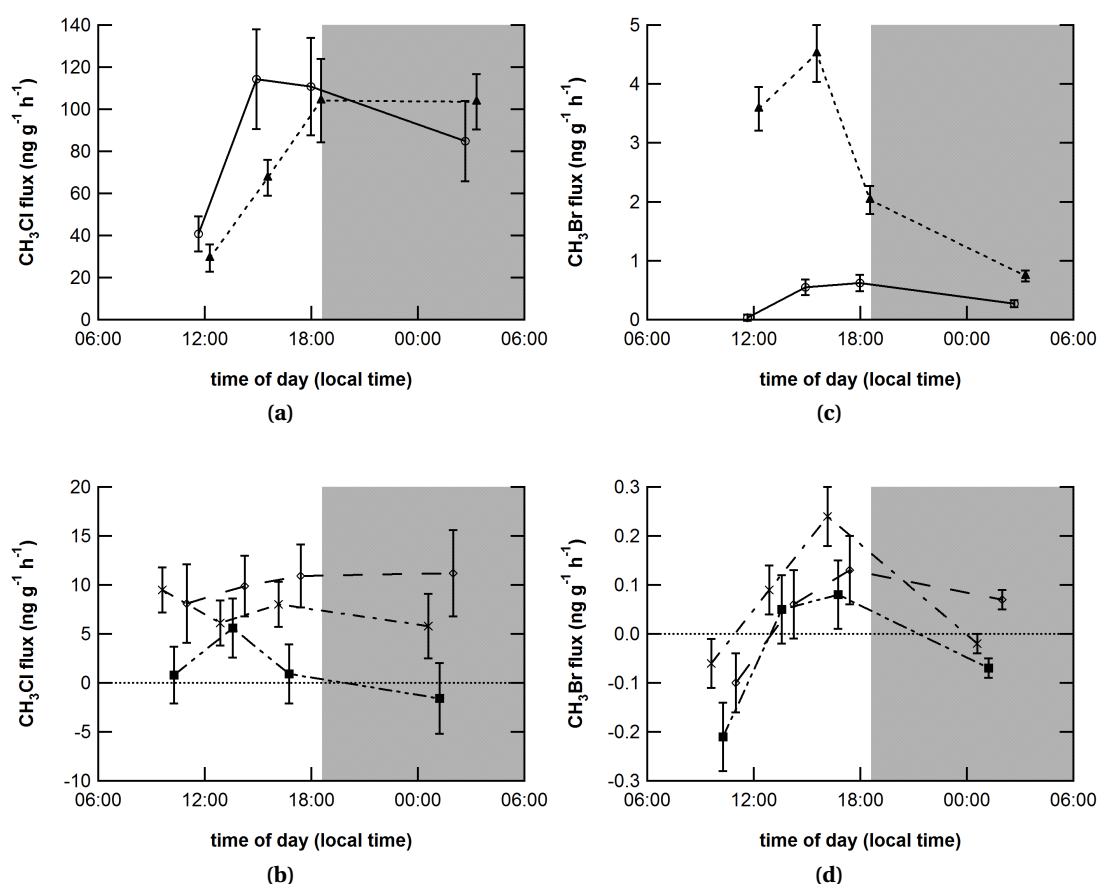 140
120
100
80
60
40
20
0
CH₃Cl flux (ng g⁻¹ h⁻¹)
06:00 12:00 18:00 00:00 06:00
time of day (local time)
(a)
5
4
3
2
1
0
CH₃Br flux (ng g⁻¹ h⁻¹)
06:00 12:00 18:00 00:00 06:00
time of day (local time)
(c)
20
15
10
5
0
-5
-10
CH₃Cl flux (ng g⁻¹ h⁻¹)
06:00 12:00 18:00 00:00 06:00
time of day (local time)
(b)
0.3
0.2
0.1
0.0
-0.1
-0.2
-0.3
CH₃Br flux (ng g⁻¹ h⁻¹)
06:00 12:00 18:00 00:00 06:00
time of day (local time)
(d)